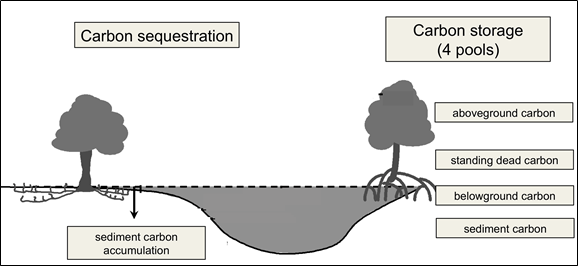 Carbon sequestration
Carbon storage
(4 pools)
aboveground carbon
standing dead carbon
belowground carbon
sediment carbon
sediment carbon
accumulation